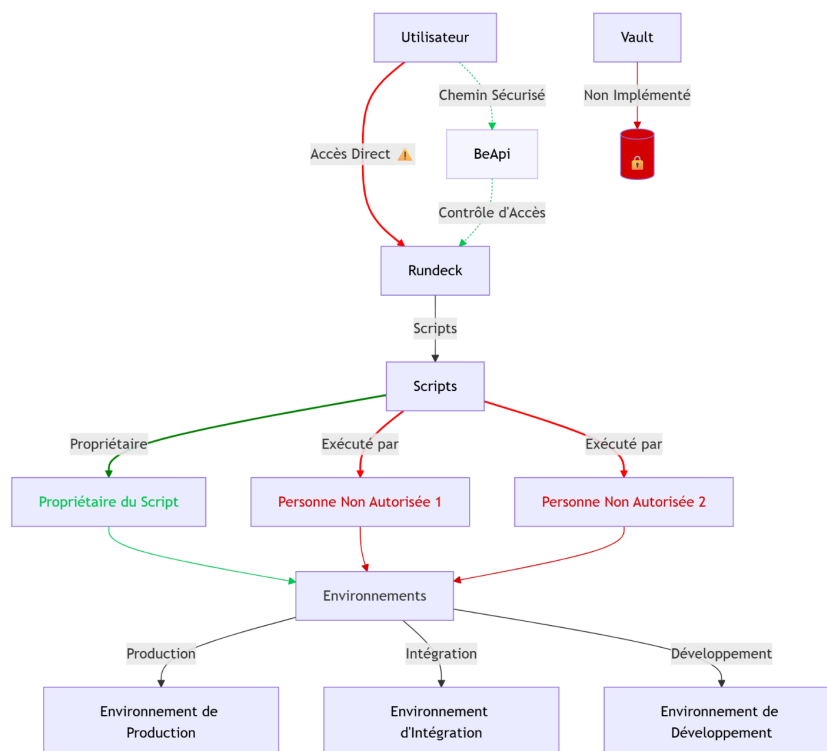 Utilisateur
Vault
Chemin Sécurisé
Non Implémenté
Accès Direct ⚠️
BeApi
Contrôle d'Accès
Rundeck
Scripts
Scripts
Propriétaire
Exécuté par
Exécuté par
Propriétaire du Script
Personne Non Autorisée 1
Personne Non Autorisée 2
Environnements
Production
Intégration
Développement
Environnement de
Production
Environnement
d'Intégration
Environnement de
Développement